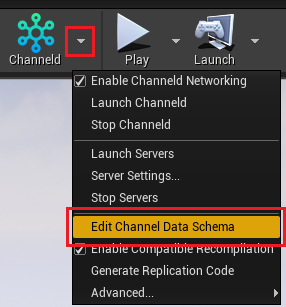 Channeld
Play
Launch
Enable Channeld Networking
Launch Channeld
Stop Channeld
Launch Servers
Server Settings...
Stop Servers
Edit Channel Data Schema
Enable Compatible Recompilation
Generate Replication Code
Advanced...